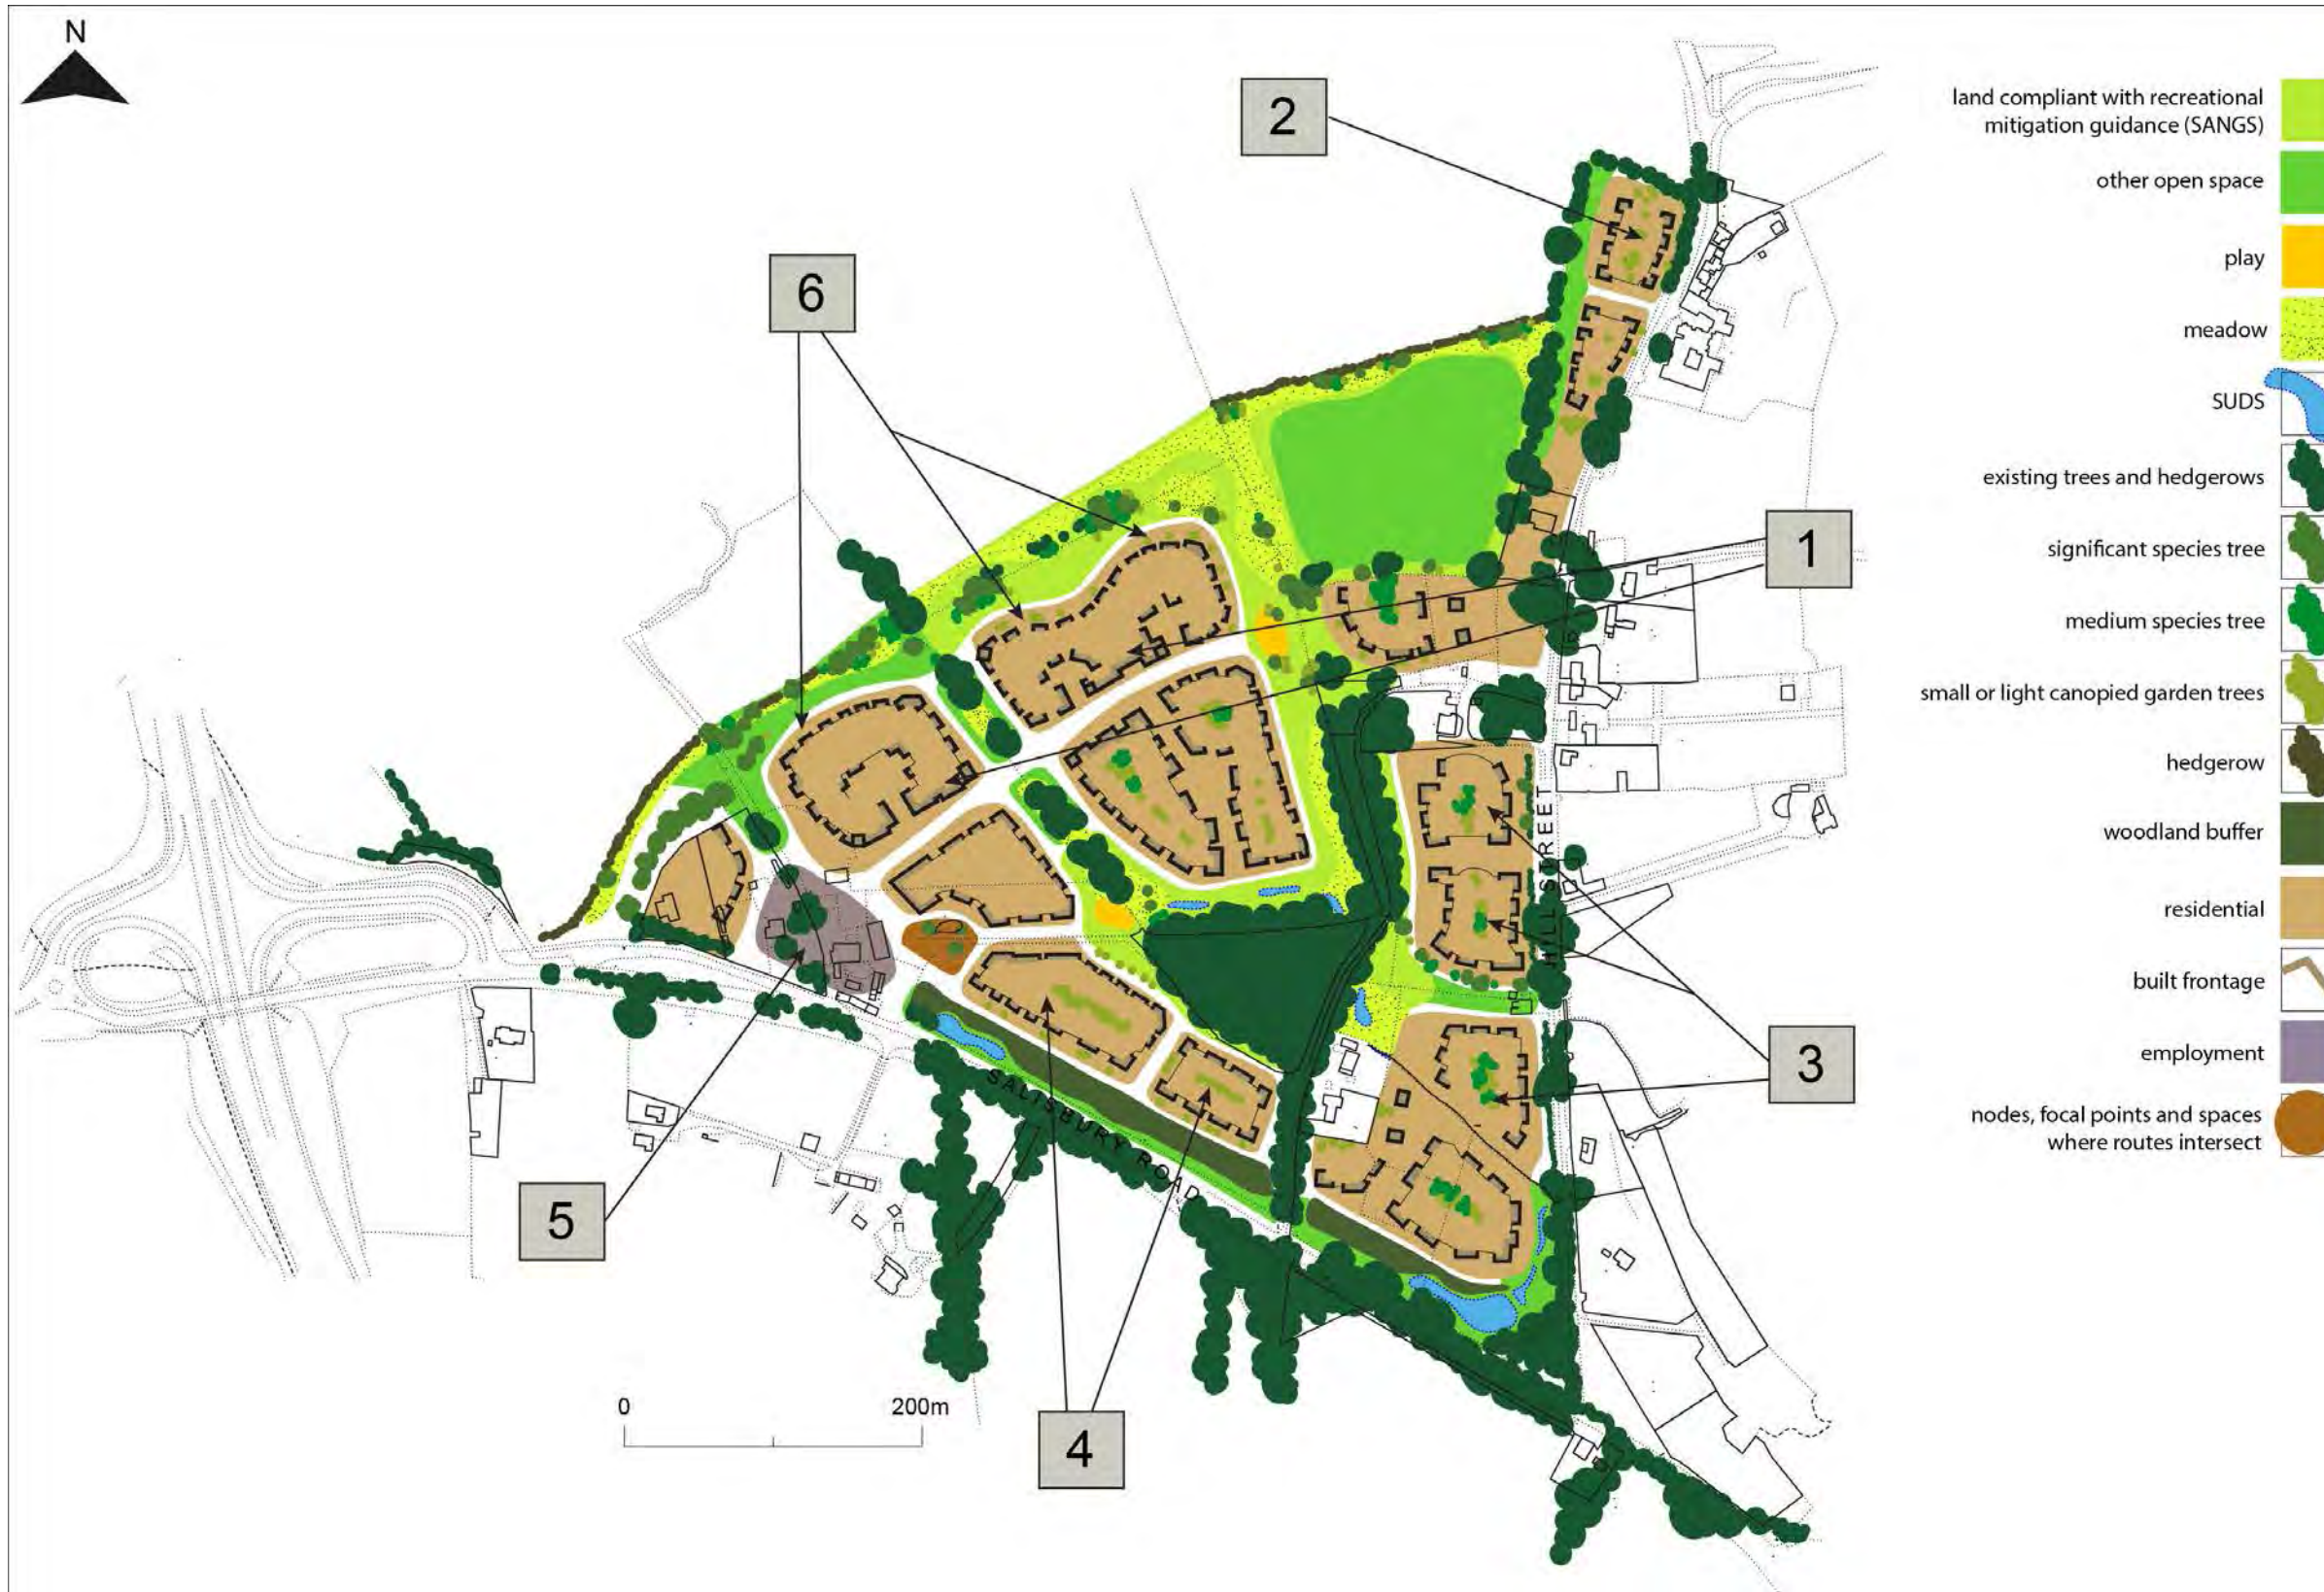 N
2
6
1
3
5
4
HILL STREET
SALISBURY ROAD
0
200m
land compliant with recreational
mitigation guidance (SANGS)
other open space
play
meadow
SUDS
existing trees and hedgerows
significant species tree
medium species tree
small or light canopied garden trees
hedgerow
woodland buffer
residential
built frontage
employment
nodes, focal points and spaces
where routes intersect